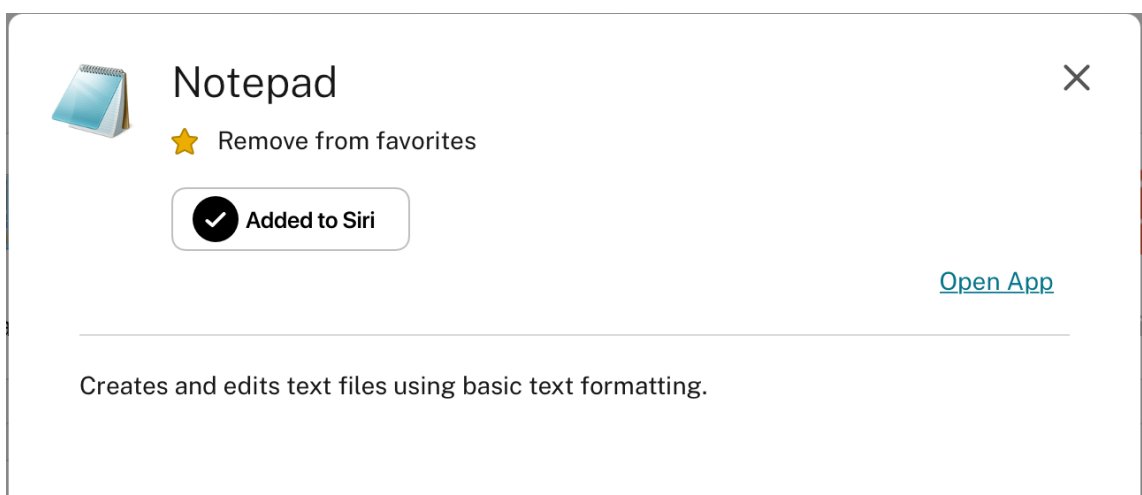 Notepad
Remove from favorites
Added to Siri
Open App
Creates and edits text files using basic text formatting.